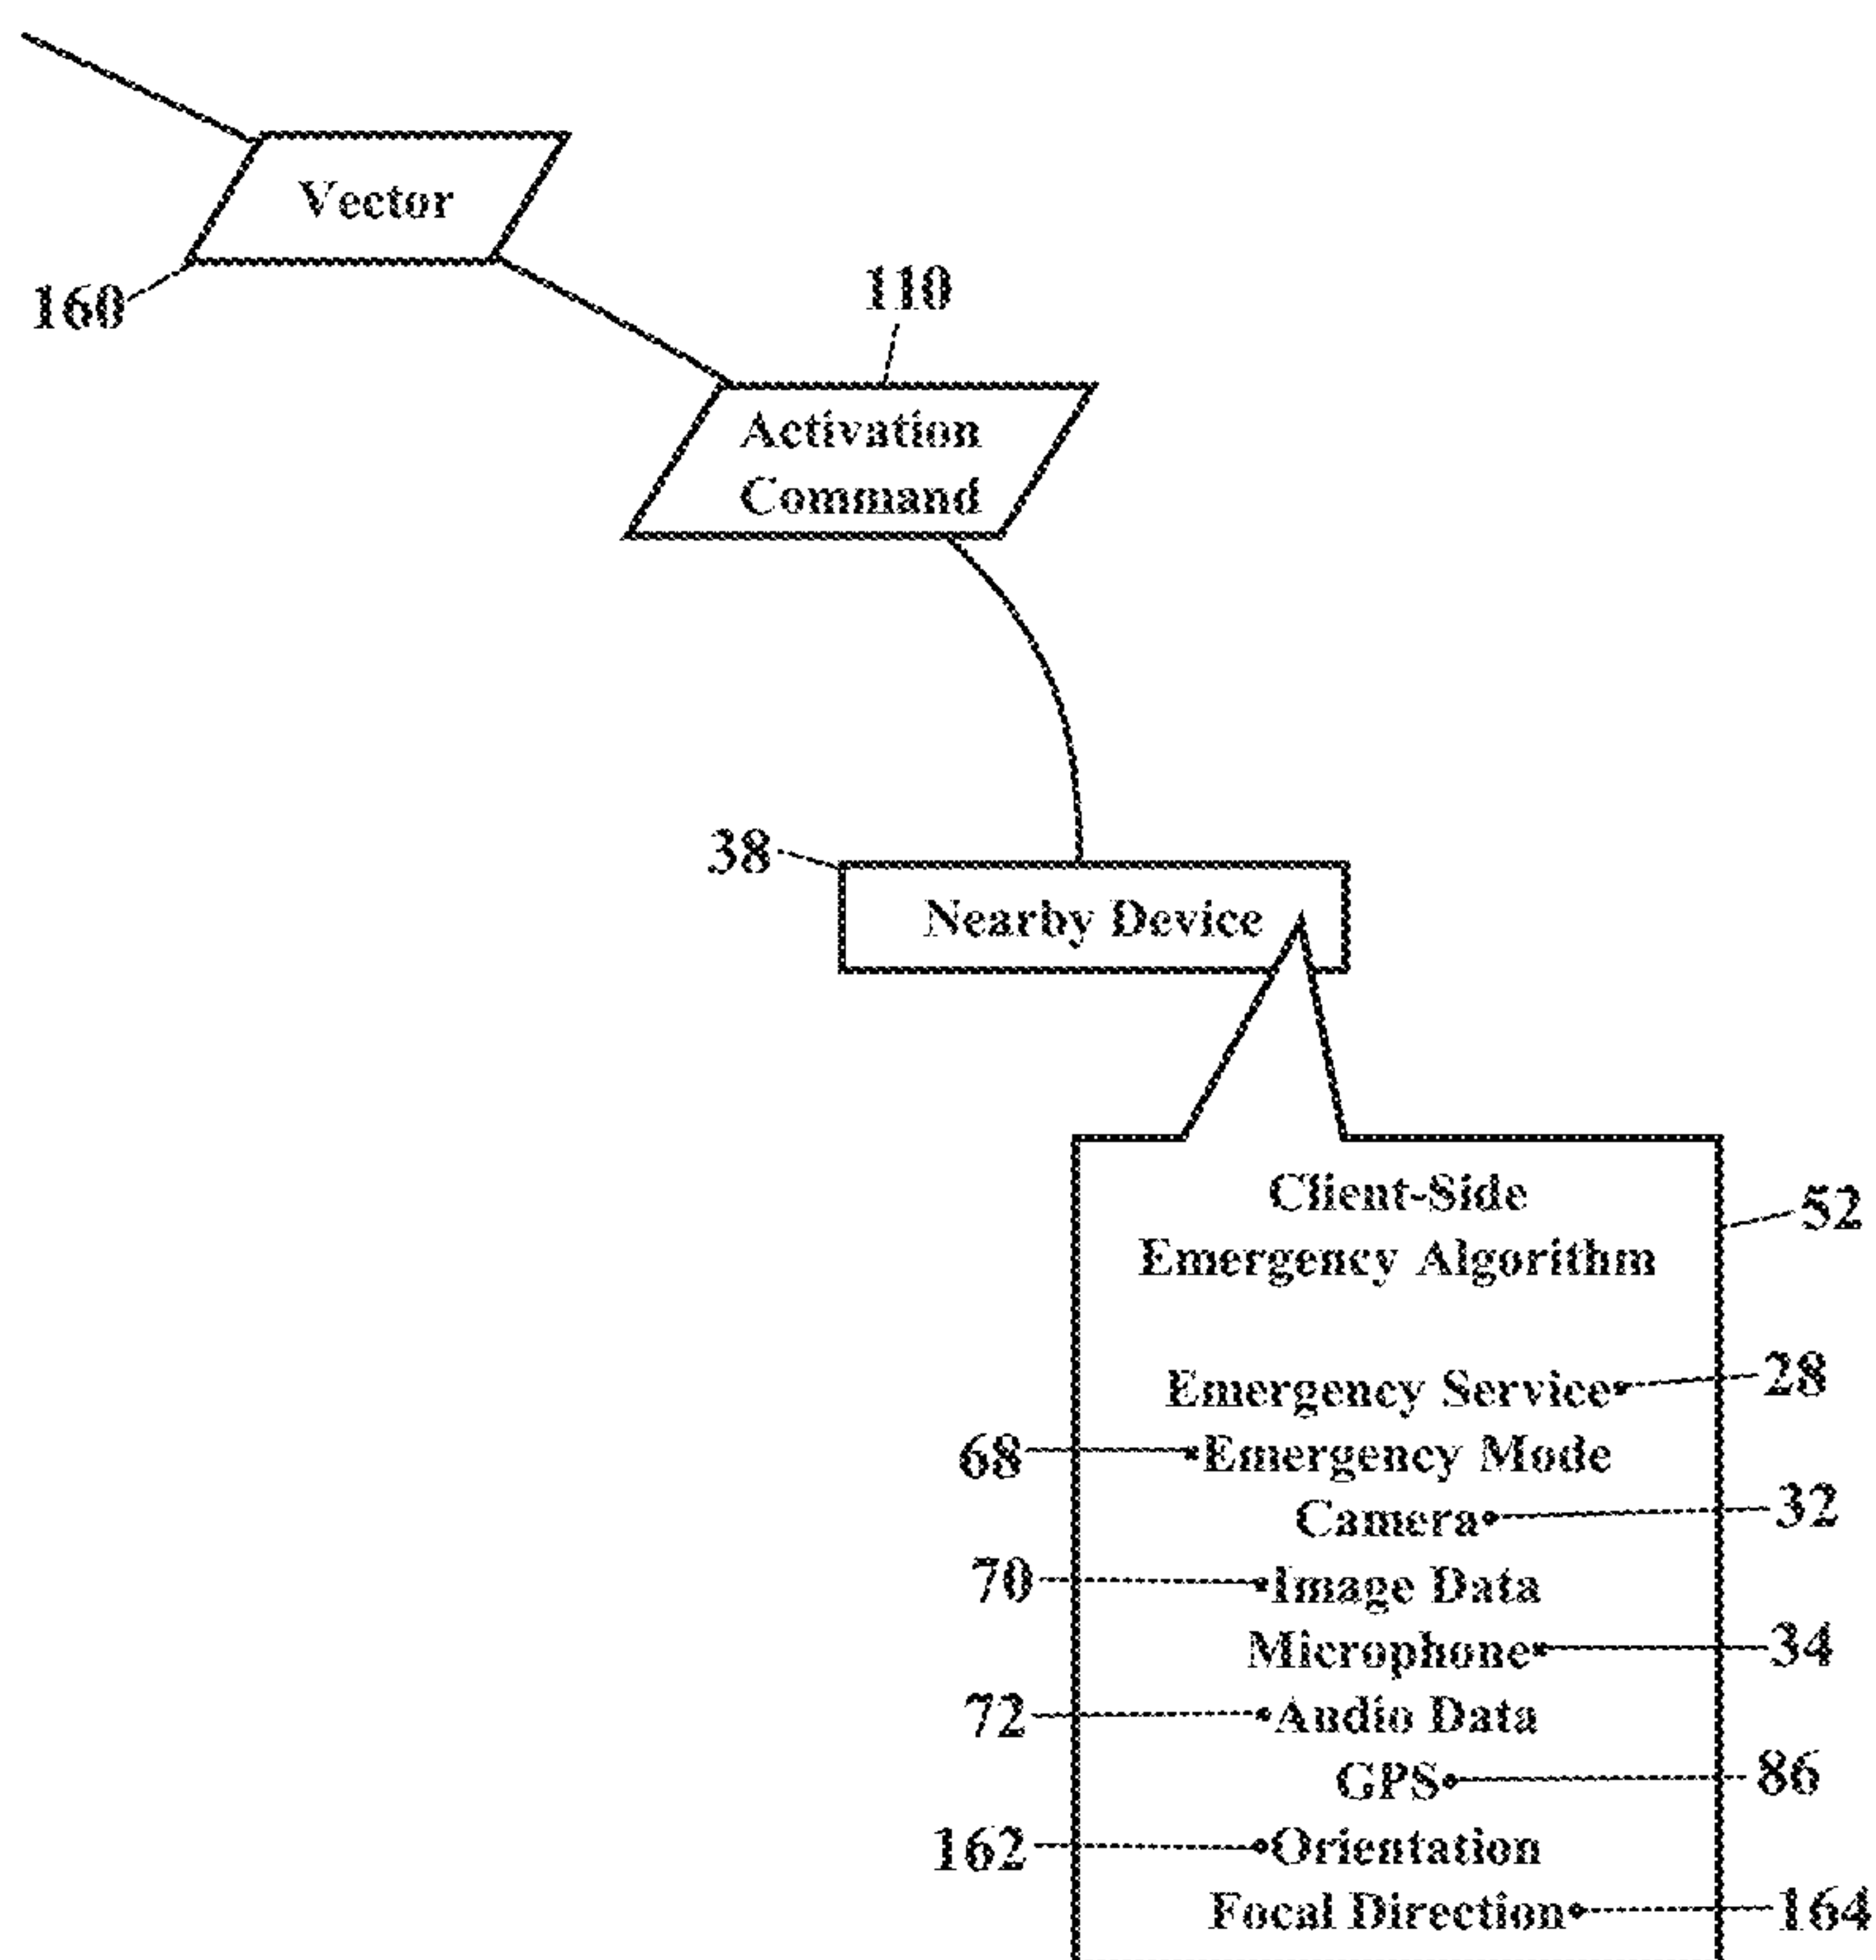 Vector
160
110
Activation
Command
38
Nearby Device
Client-Side
52
Emergency Algorithm
Emergency Service 28
68 Emergency Mode
Camera 32
70 Image Data
Microphone 34
72 Audio Data
GPS 86
162 Orientation
Focal Direction 164